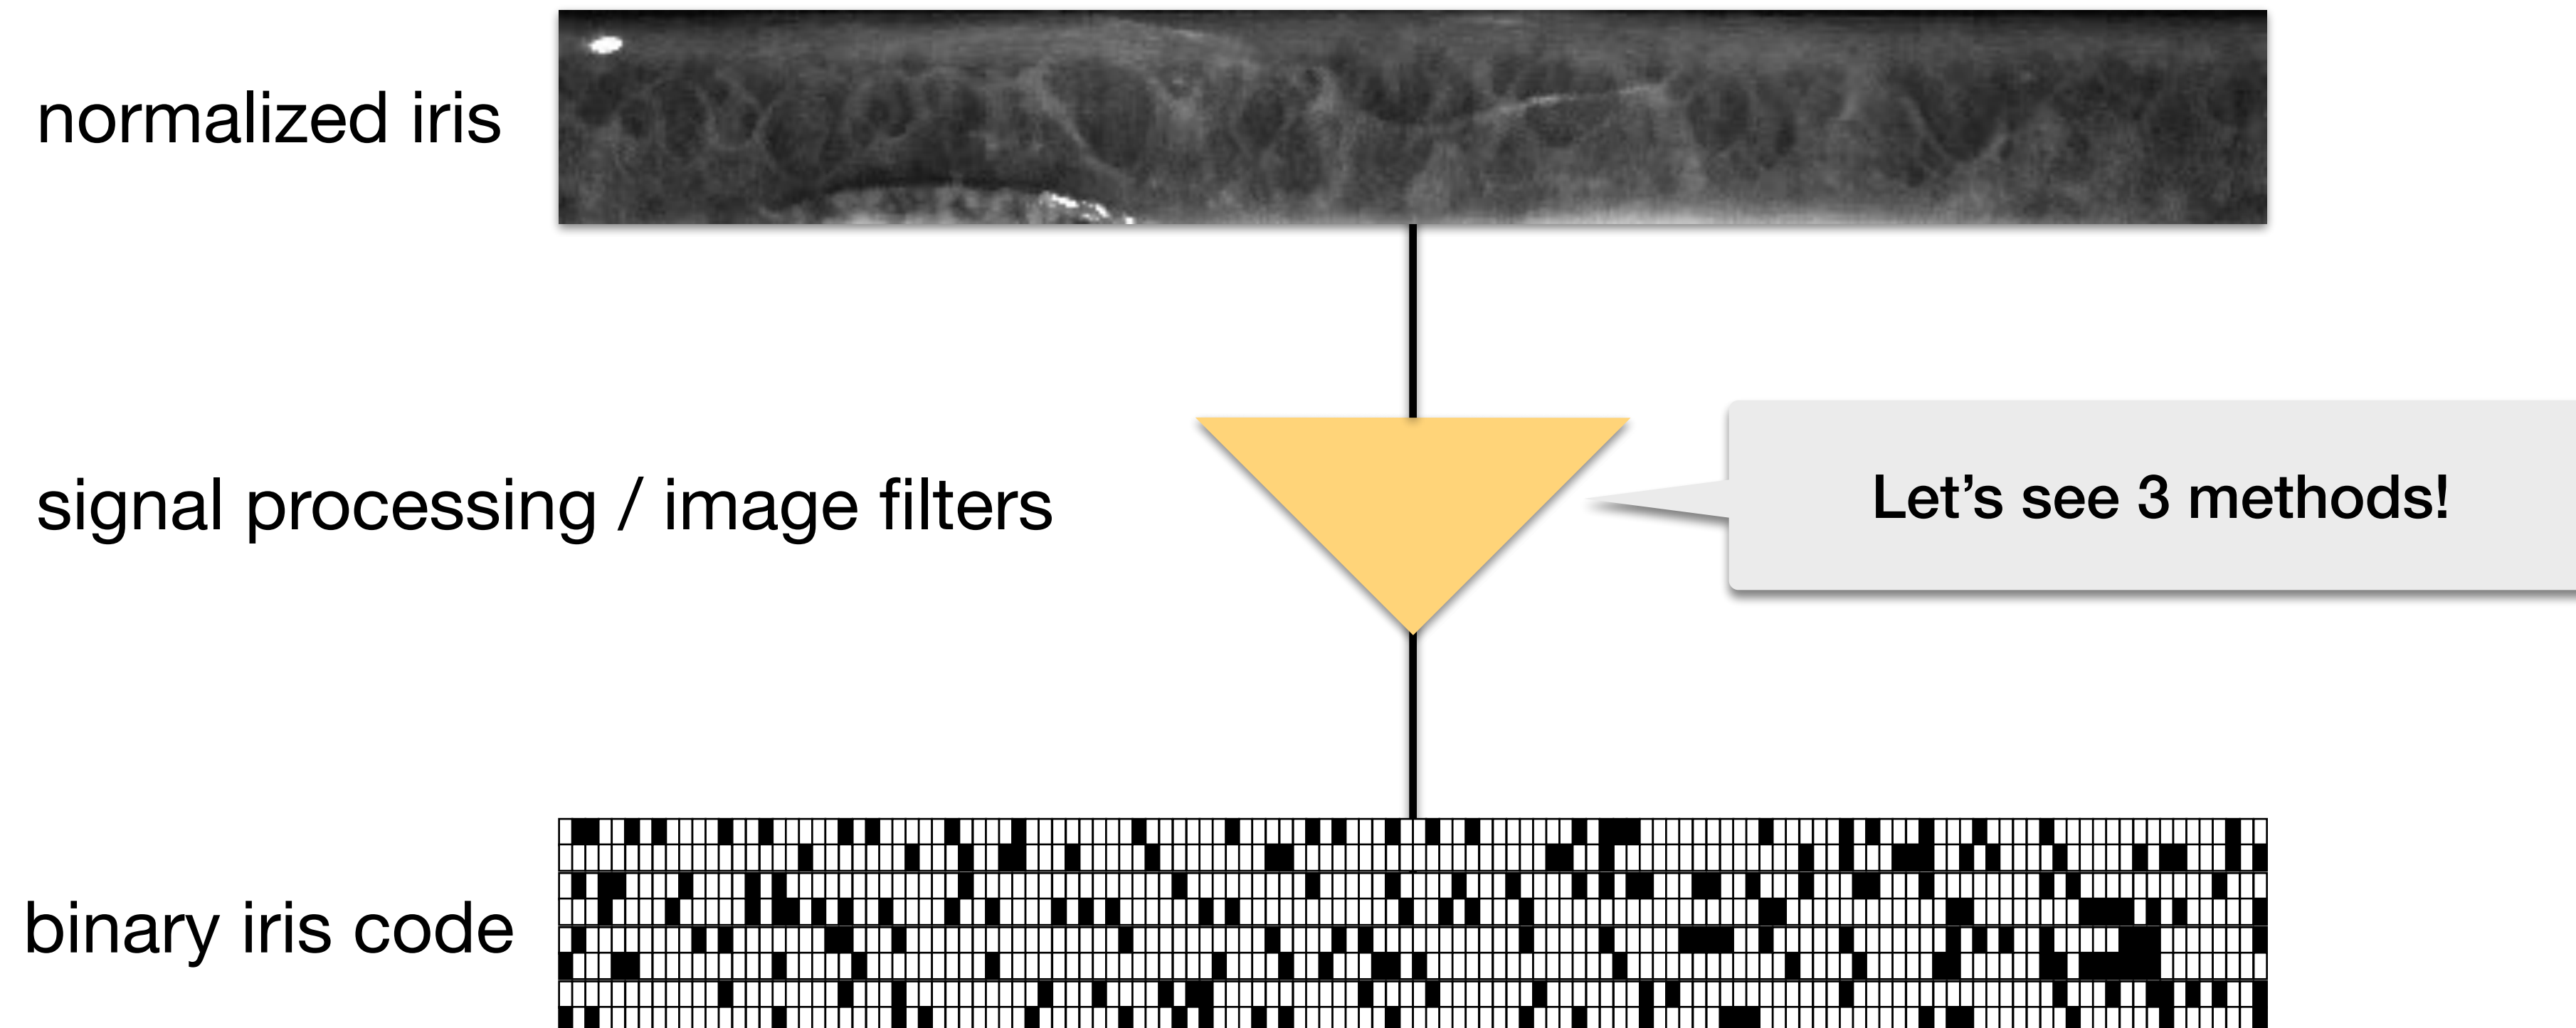 normalized iris
signal processing / image filters
Let’s see 3 methods!
binary iris code